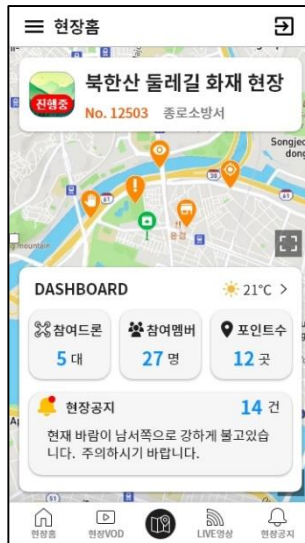 현장홈
진행중
북한산 둘레길 화재 현장
No. 12503 종로소방서
Songjeong
dong
61
30
61
mountain
DASHBOARD
21°C >
참여드론
참여멤버
포인트수
5 대
27 명
12 곳
현장공지
14 건
현재 바람이 남서쪽으로 강하게 불고있습
니다. 주의하시기 바랍니다.
현장홈
현장VOD
LIVE영상
현장공지